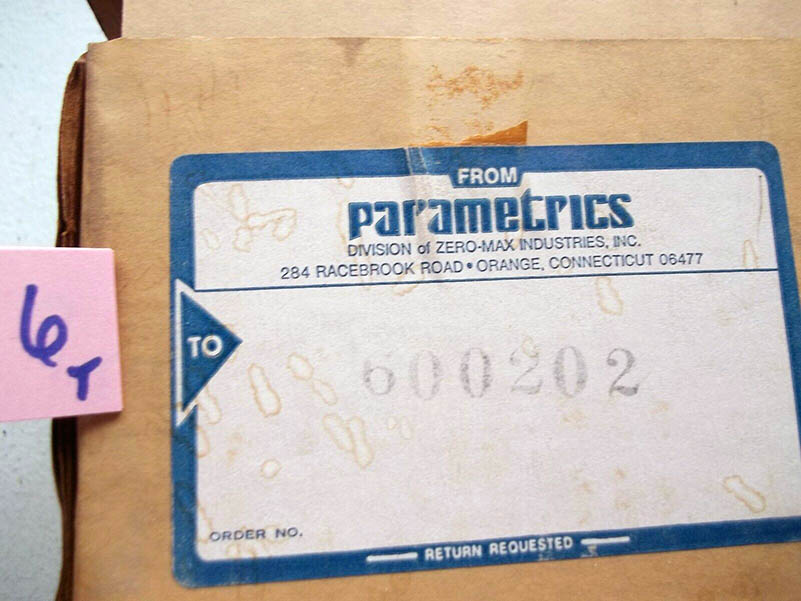 FROM
parametrics
DIVISION of ZERO-MAX INDUSTRIES, INC.
284 RACEBROOK ROAD • ORANGE, CONNECTICUT 06477
6T
TO
600202
ORDER NO.
RETURN REQUESTED